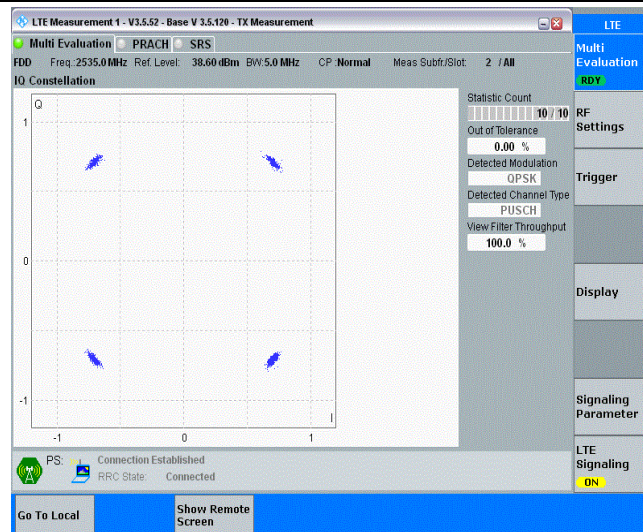 LTE Measurement 1 - V3.5.52 - Base V 3.5.120 - TX Measurement
LTE
Multi Evaluation PRACH SRS
FDD Freq.:2535.0 MHz Ref. Level: 38.60 dBm BW:5.0 MHz CP :Normal Meas Subfr./Slot: 2 / All
IQ Constellation
Q
1
0
-1
-1 0 1
I
Statistic Count
10 / 10
Out of Tolerance
0.00 %
Detected Modulation
QPSK
Detected Channel Type
PUSCH
View Filter Throughput
100.0 %
Multi
Evaluation
RDY
RF
Settings
Trigger
Display
Signaling
Parameter
LTE
Signaling
ON
PS: Connection Established
RRC State: Connected
Go To Local
Show Remote
Screen